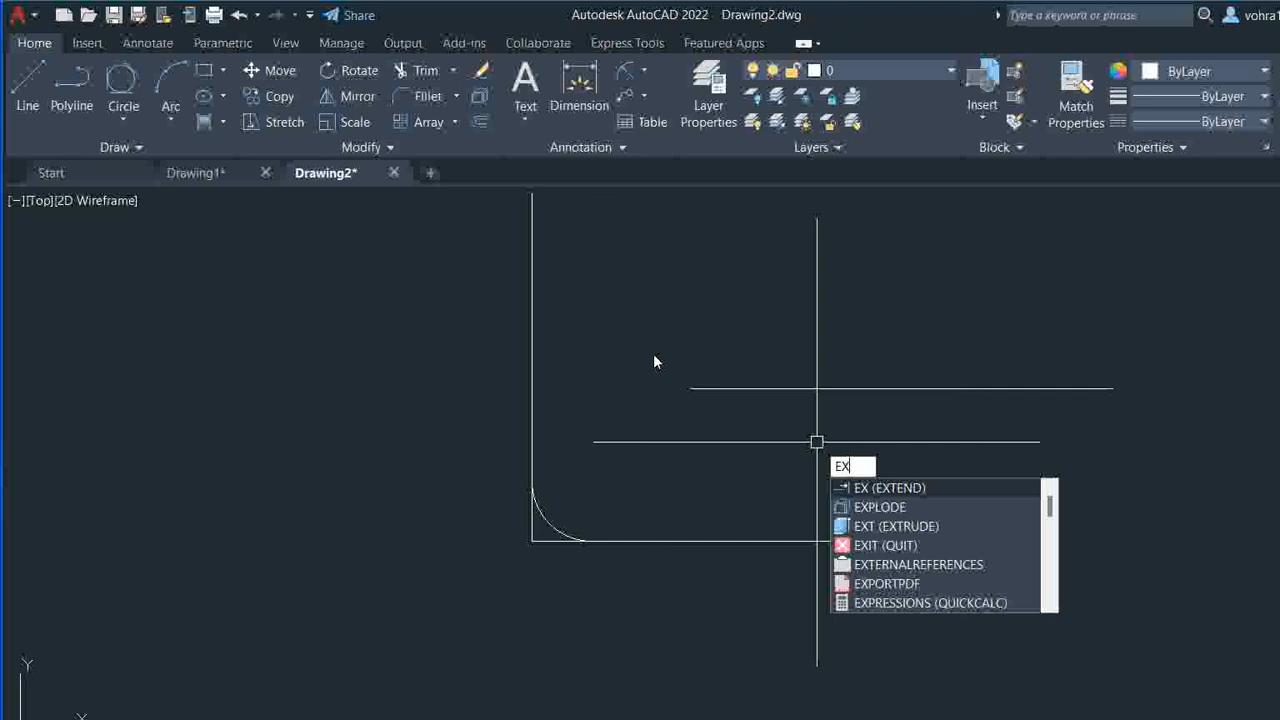 Share
Autodesk AutoCAD 2022 Drawing2.dwg
Type a keyword or phrase
vohra
Home Insert Annotate Parametric View Manage Output Add-ins Collaborate Express Tools Featured Apps
Line Polyline Circle Arc
Move Rotate Trim
Copy Mirror Fillet
Stretch Scale Array
Text Dimension
Table
Layer
Properties
0
Insert
Match
Properties
ByLayer
ByLayer
ByLayer
Draw Modify Annotation Layers Block Properties
Start Drawing1* Drawing2*
[−][Top][2D Wireframe]
EX
EX (EXTEND)
EXPLODE
EXT (EXTRUDE)
EXIT (QUIT)
EXTERNALREFERENCES
EXPORTPDF
EXPRESSIONS (QUICKCALC)
Y
X